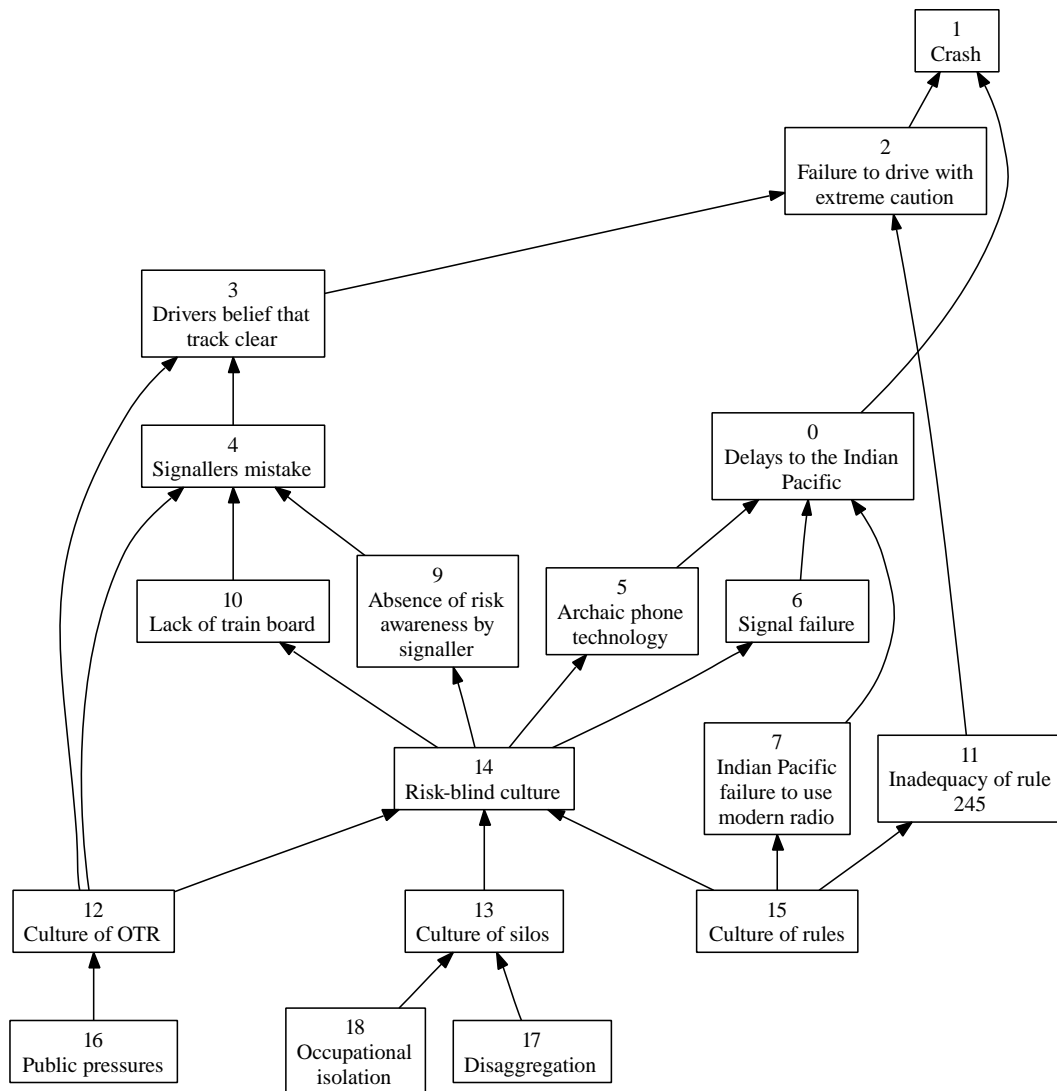 1
Crash
2
Failure to drive with
extreme caution
3
Drivers belief that
track clear
0
Delays to the Indian
Pacific
4
Signallers mistake
9
Absence of risk
awareness by
signaller
5
Archaic phone
technology
10
Lack of train board
6
Signal failure
7
Indian Pacific
failure to use
modern radio
11
Inadequacy of rule
245
14
Risk-blind culture
12
Culture of OTR
13
Culture of silos
15
Culture of rules
16
Public pressures
18
Occupational
isolation
17
Disaggregation